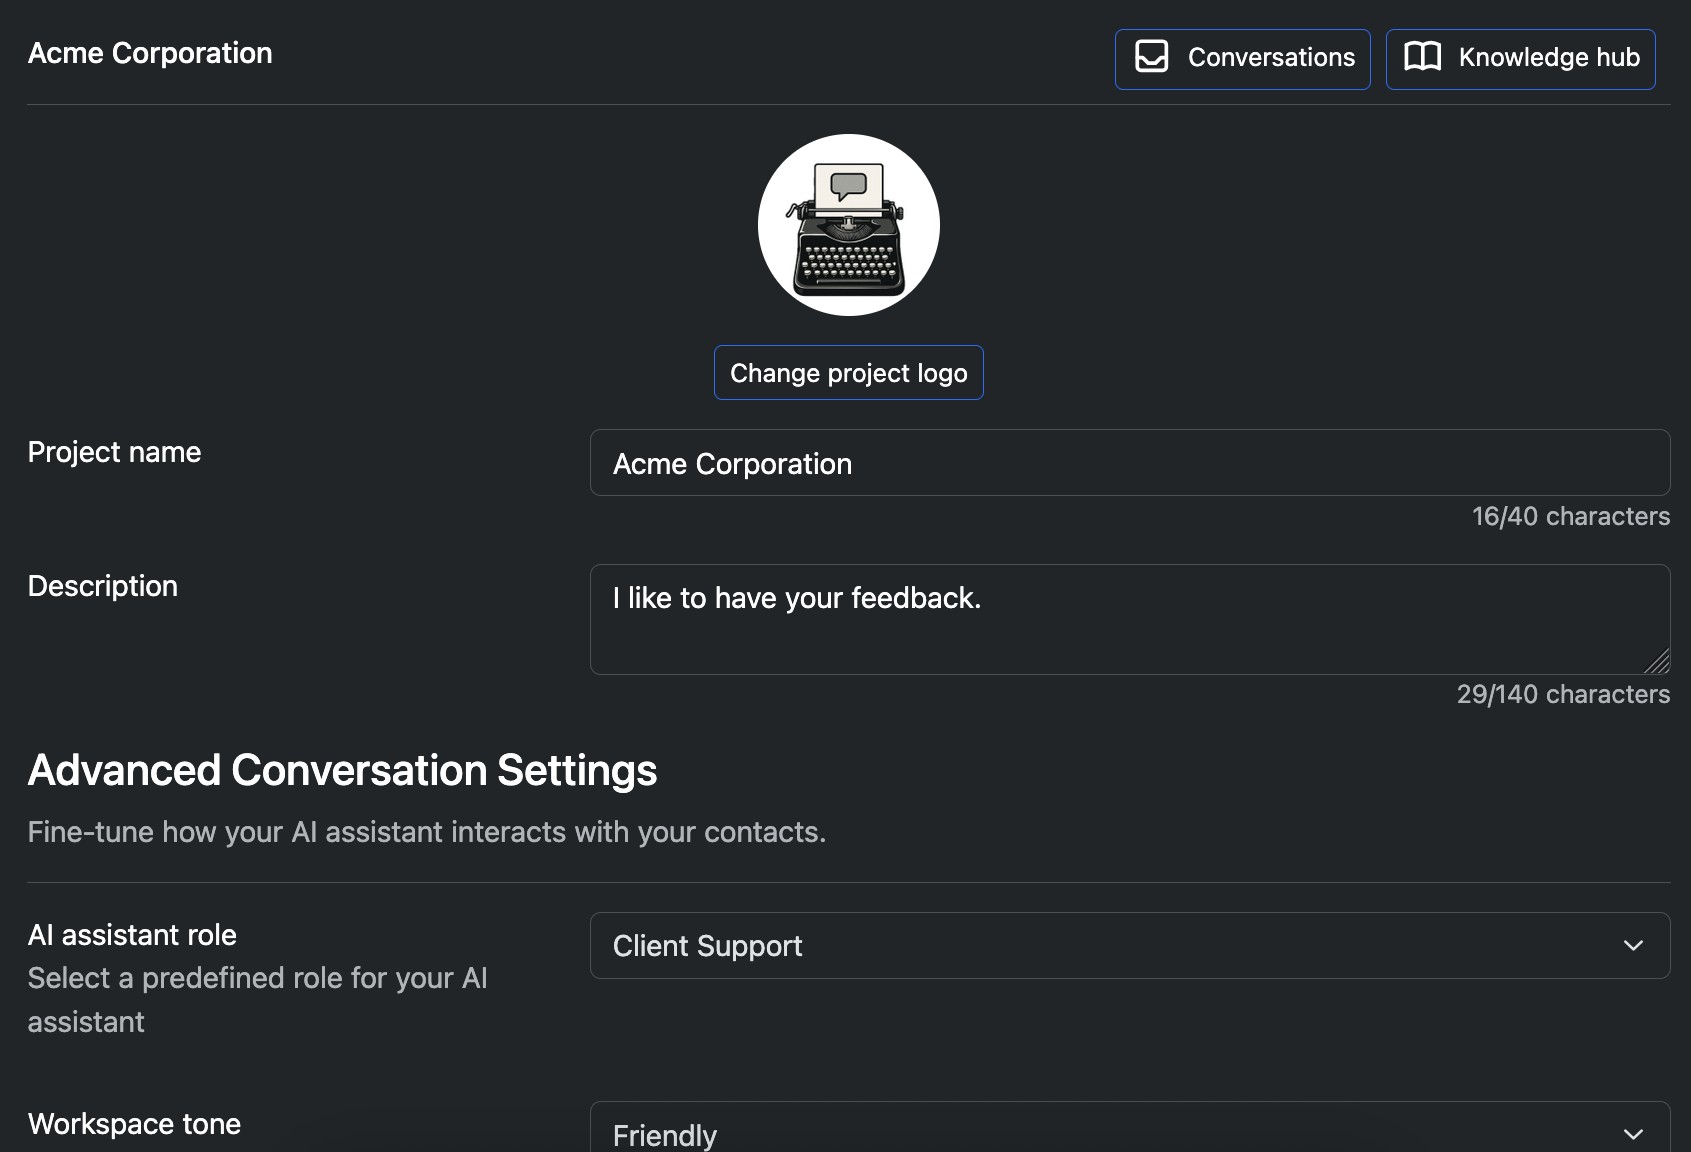 Acme Corporation
Conversations
Knowledge hub
Change project logo
Project name
Acme Corporation
16/40 characters
Description
I like to have your feedback.
29/140 characters
Advanced Conversation Settings
Fine-tune how your AI assistant interacts with your contacts.
AI assistant role
Select a predefined role for your AI
assistant
Client Support
Workspace tone
Friendly